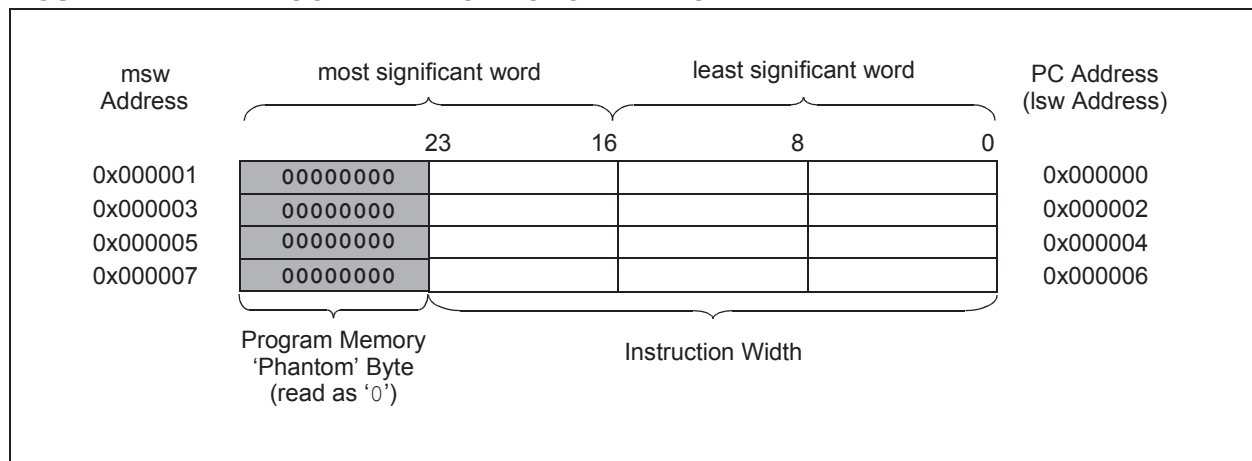 msw
Address
most significant word
least significant word
PC Address
(lsw Address)
23 16 8 0
0x000001 00000000 0x000000
0x000003 00000000 0x000002
0x000005 00000000 0x000004
0x000007 00000000 0x000006
Program Memory
‘Phantom’ Byte
(read as ‘0’)
Instruction Width